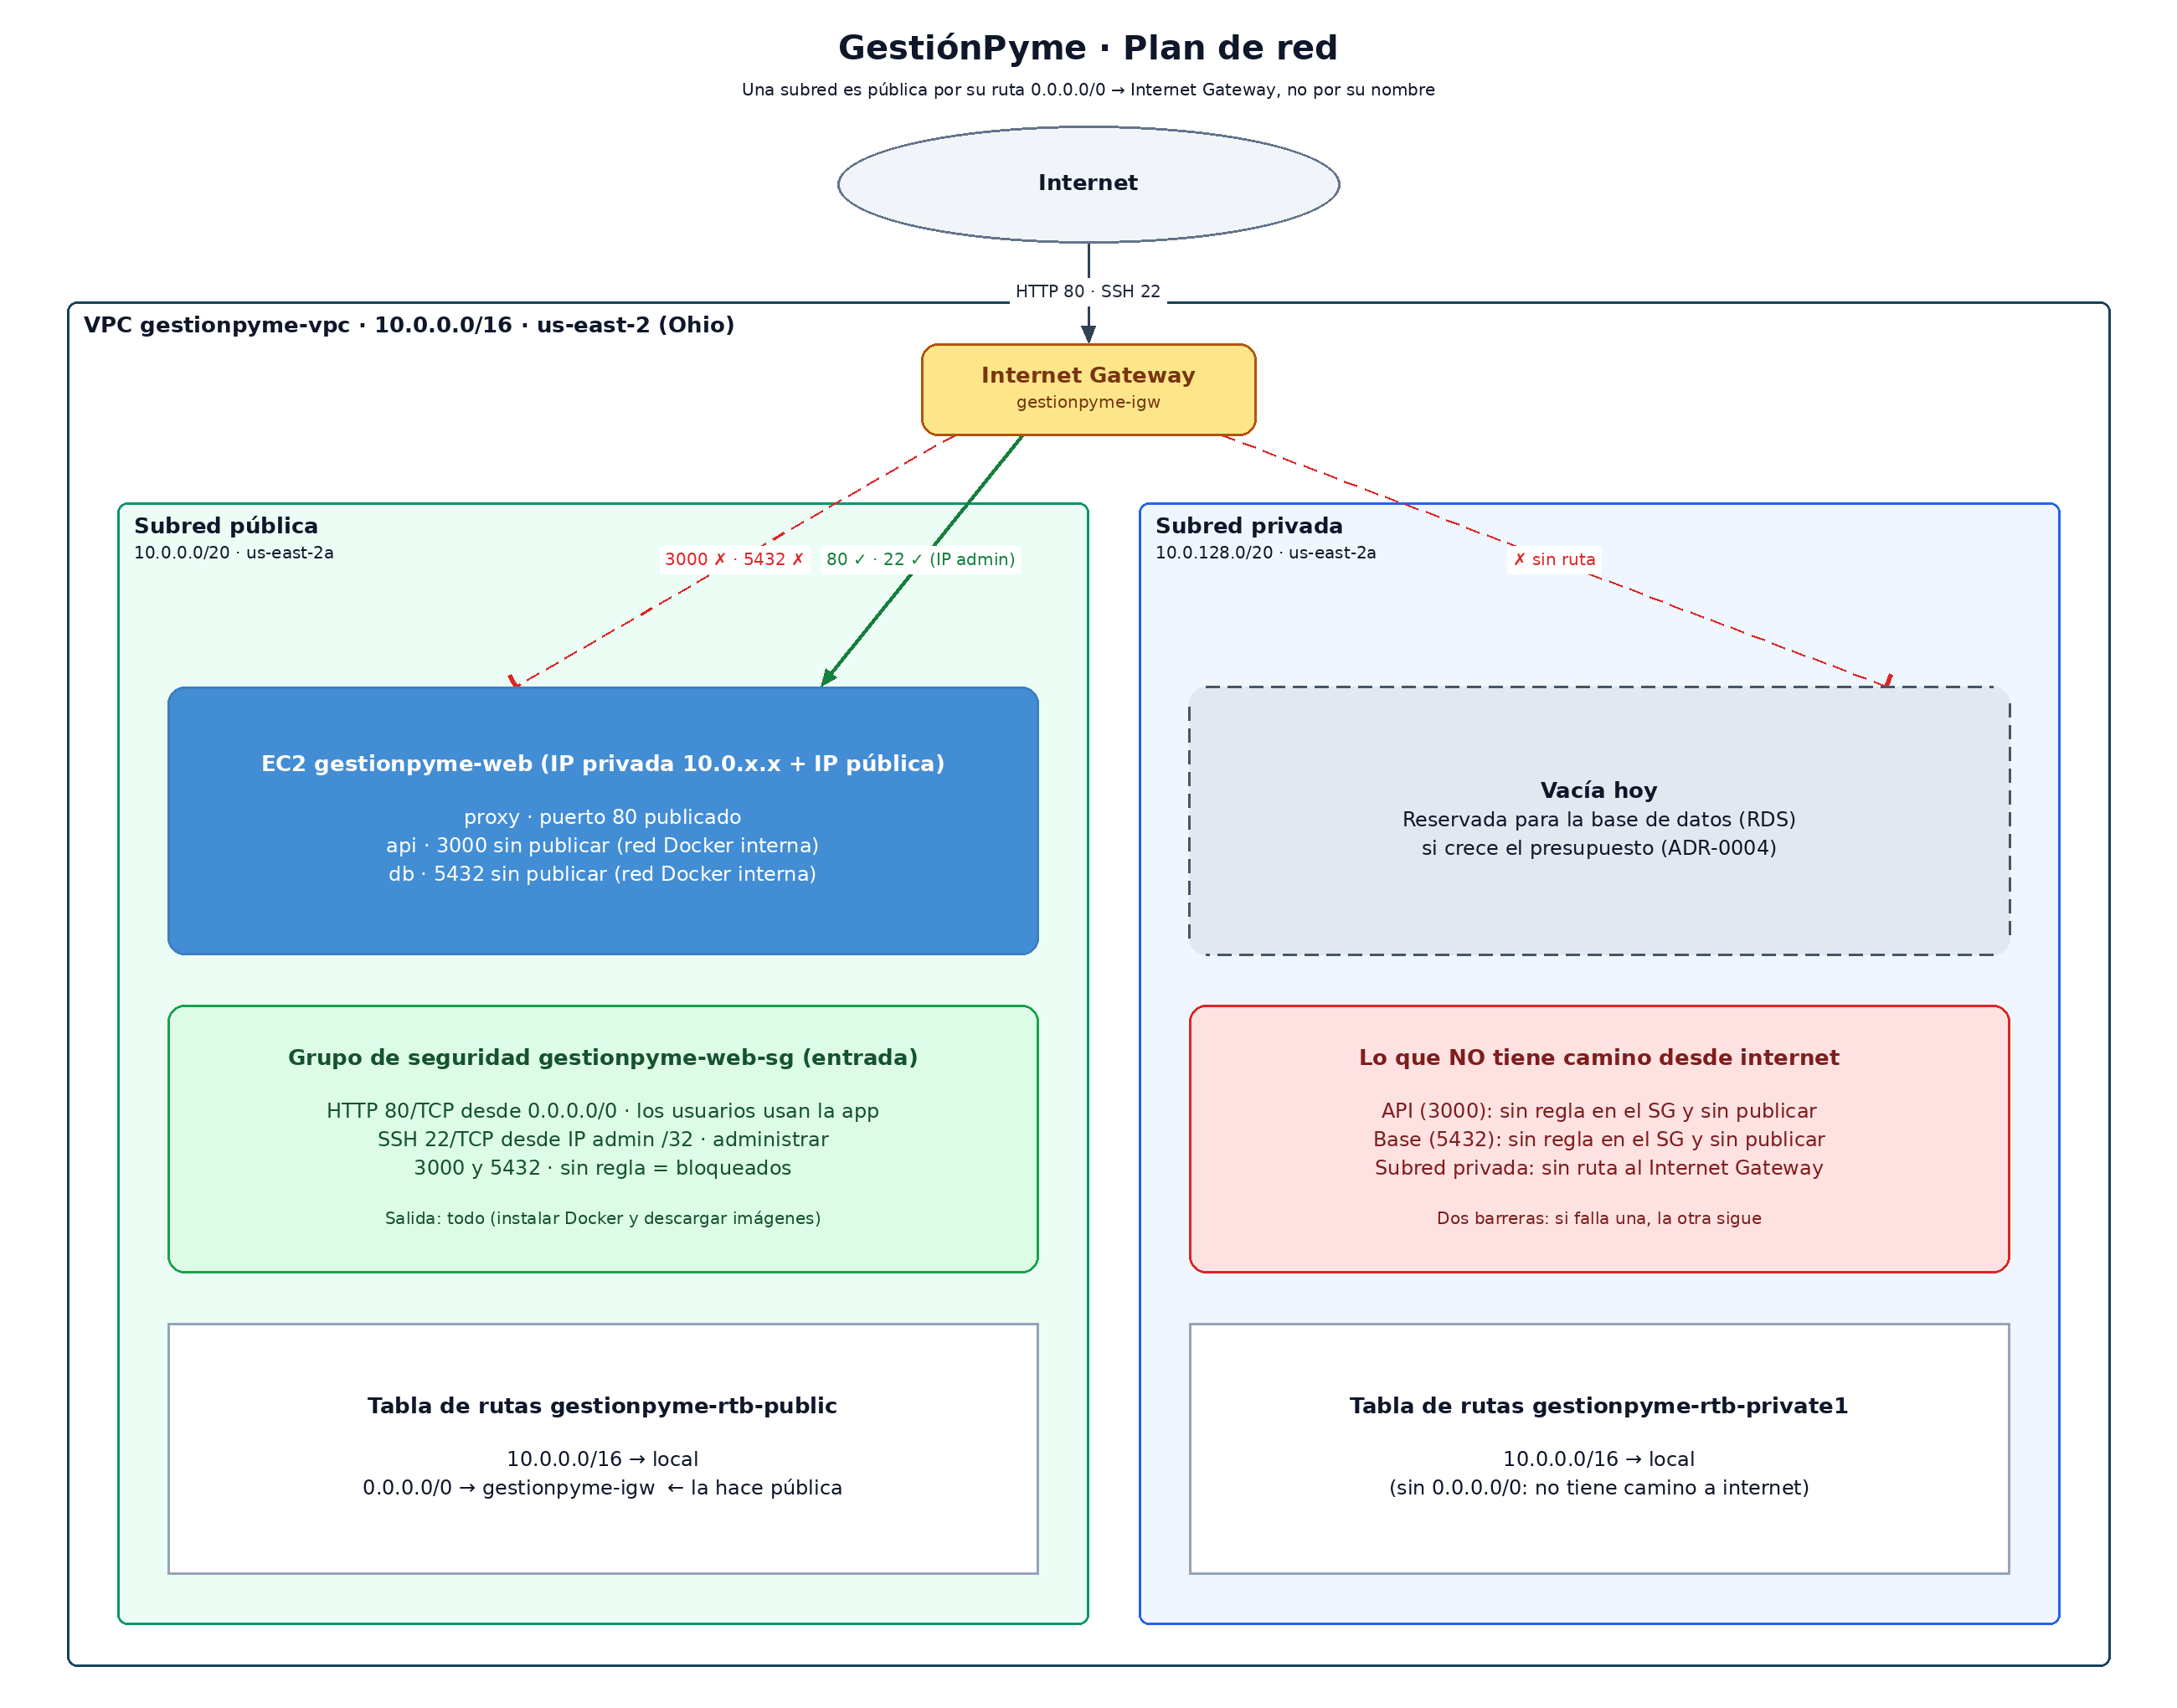 GestiónPyme · Plan de red
Una subred es pública por su ruta 0.0.0.0/0 → Internet Gateway, no por su nombre
Internet
HTTP 80 · SSH 22
VPC gestionpyme-vpc · 10.0.0.0/16 · us-east-2 (Ohio)
Internet Gateway
gestionpyme-igw
Subred pública
10.0.0.0/20 · us-east-2a
3000 ✗ · 5432 ✗
80 ✓ · 22 ✓ (IP admin)
EC2 gestionpyme-web (IP privada 10.0.x.x + IP pública)
proxy · puerto 80 publicado
api · 3000 sin publicar (red Docker interna)
db · 5432 sin publicar (red Docker interna)
Grupo de seguridad gestionpyme-web-sg (entrada)
HTTP 80/TCP desde 0.0.0.0/0 · los usuarios usan la app
SSH 22/TCP desde IP admin /32 · administrar
3000 y 5432 · sin regla = bloqueados
Salida: todo (instalar Docker y descargar imágenes)
Tabla de rutas gestionpyme-rtb-public
10.0.0.0/16 → local
0.0.0.0/0 → gestionpyme-igw ← la hace pública
Subred privada
10.0.128.0/20 · us-east-2a
✗ sin ruta
Vacía hoy
Reservada para la base de datos (RDS)
si crece el presupuesto (ADR-0004)
Lo que NO tiene camino desde internet
API (3000): sin regla en el SG y sin publicar
Base (5432): sin regla en el SG y sin publicar
Subred privada: sin ruta al Internet Gateway
Dos barreras: si falla una, la otra sigue
Tabla de rutas gestionpyme-rtb-private1
10.0.0.0/16 → local
(sin 0.0.0.0/0: no tiene camino a internet)